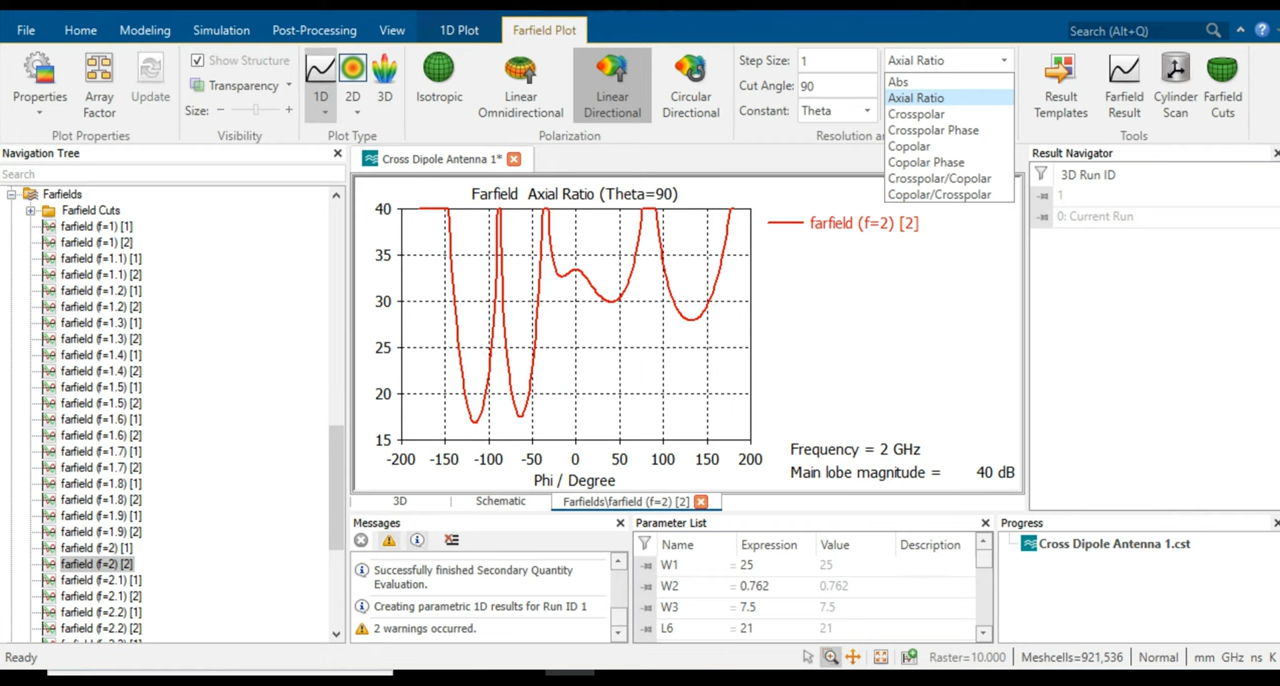 File Home Modeling Simulation Post-Processing View 1D Plot Farfield Plot Search (Alt+Q)
Properties Array Factor Update
Show Structure
Transparency
Size:
1D 2D 3D
Isotropic Linear Omnidirectional Linear Directional Circular Directional
Step Size: 1
Cut Angle: 90
Constant: Theta
Axial Ratio
Abs
Axial Ratio
Crosspolar
Crosspolar Phase
Copolar
Copolar Phase
Crosspolar/Copolar
Copolar/Crosspolar
Result Templates Farfield Result Cylinder Scan Farfield Cuts
Plot Properties Visibility Plot Type Polarization Resolution Tools
Navigation Tree
Search
Farfields
Farfield Cuts
farfield (f=1) [1]
farfield (f=1) [2]
farfield (f=1.1) [1]
farfield (f=1.1) [2]
farfield (f=1.2) [1]
farfield (f=1.2) [2]
farfield (f=1.3) [1]
farfield (f=1.3) [2]
farfield (f=1.4) [1]
farfield (f=1.4) [2]
farfield (f=1.5) [1]
farfield (f=1.5) [2]
farfield (f=1.6) [1]
farfield (f=1.6) [2]
farfield (f=1.7) [1]
farfield (f=1.7) [2]
farfield (f=1.8) [1]
farfield (f=1.8) [2]
farfield (f=1.9) [1]
farfield (f=1.9) [2]
farfield (f=2) [1]
farfield (f=2) [2]
farfield (f=2.1) [1]
farfield (f=2.1) [2]
farfield (f=2.2) [1]
farfield (f=2.2) [2]
Cross Dipole Antenna 1*
Farfield Axial Ratio (Theta=90)
40
35
30
25
20
15
-200 -150 -100 -50 0 50 100 150 200
Phi / Degree
farfield (f=2) [2]
Frequency = 2 GHz
Main lobe magnitude = 40 dB
3D Schematic Farfields\farfield (f=2) [2]
Result Navigator
3D Run ID
1
0: Current Run
Messages
Successfully finished Secondary Quantity
Evaluation.
Creating parametric 1D results for Run ID 1
2 warnings occurred.
Parameter List
Name Expression Value Description
W1 = 25 25
W2 = 0.762 0.762
W3 = 7.5 7.5
L6 = 21 21
Progress
Cross Dipole Antenna 1.cst
Ready Raster=10.000 Meshcells=921,536 Normal mm GHz ns K